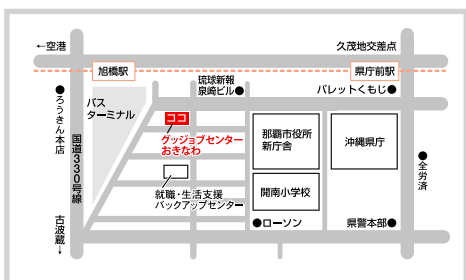 ←空港
久茂地交差点
旭橋駅
県庁前駅
琉球新報
泉崎ビル●
パレットくもじ●
●ろうきん本店
国道330号線
バス
ターミナル
ココ
グッジョブセンター
おきなわ
那覇市役所
新庁舎
沖縄県庁
●全労済
就職・生活支援
バックアップセンター
開南小学校
古波蔵→
●ローソン
県警本部●